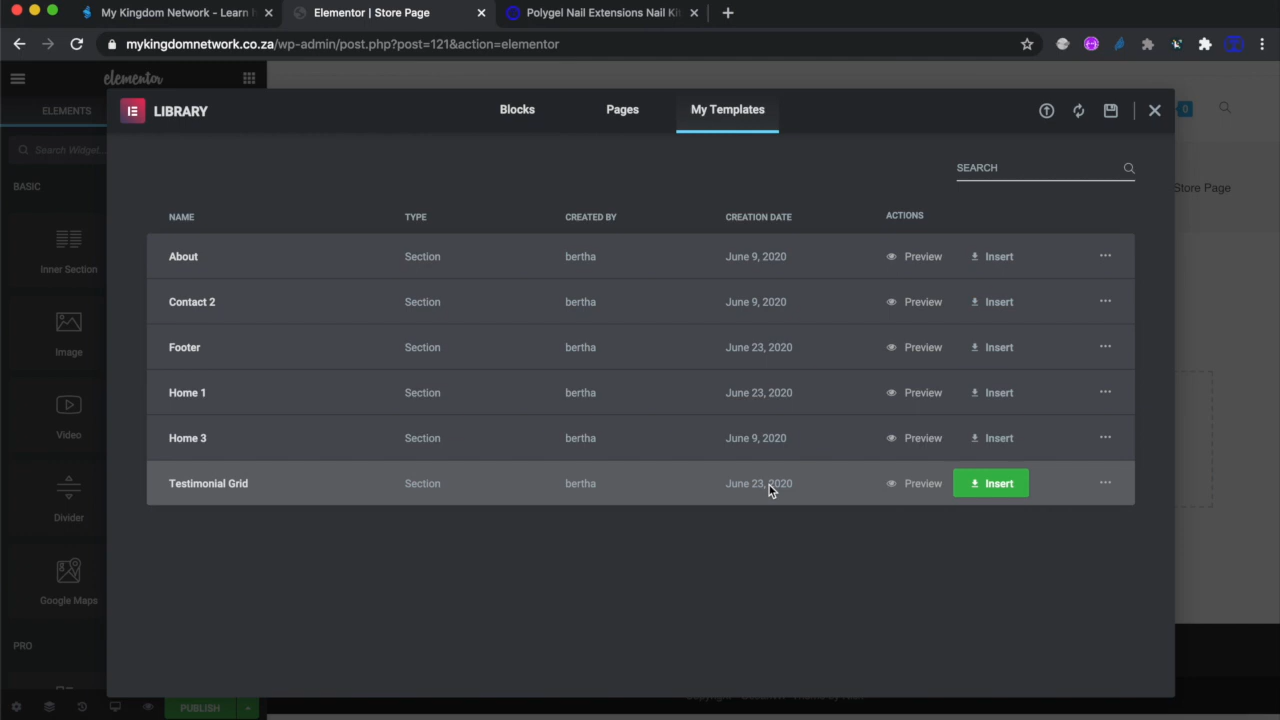 My Kingdom Network - Learn h
Elementor | Store Page
Polygel Nail Extensions Nail Kit
mykingdomnetwork.co.za/wp-admin/post.php?post=121&action=elementor
elementor
ELEMENTS
Search Widget...
BASIC
Inner Section
Image
Video
Divider
Google Maps
PRO
PUBLISH
LIBRARY
Blocks
Pages
My Templates
SEARCH
NAME TYPE CREATED BY CREATION DATE ACTIONS
About Section bertha June 9, 2020 Preview Insert
Contact 2 Section bertha June 9, 2020 Preview Insert
Footer Section bertha June 23, 2020 Preview Insert
Home 1 Section bertha June 23, 2020 Preview Insert
Home 3 Section bertha June 9, 2020 Preview Insert
Testimonial Grid Section bertha June 23, 2020 Preview Insert
0
Store Page